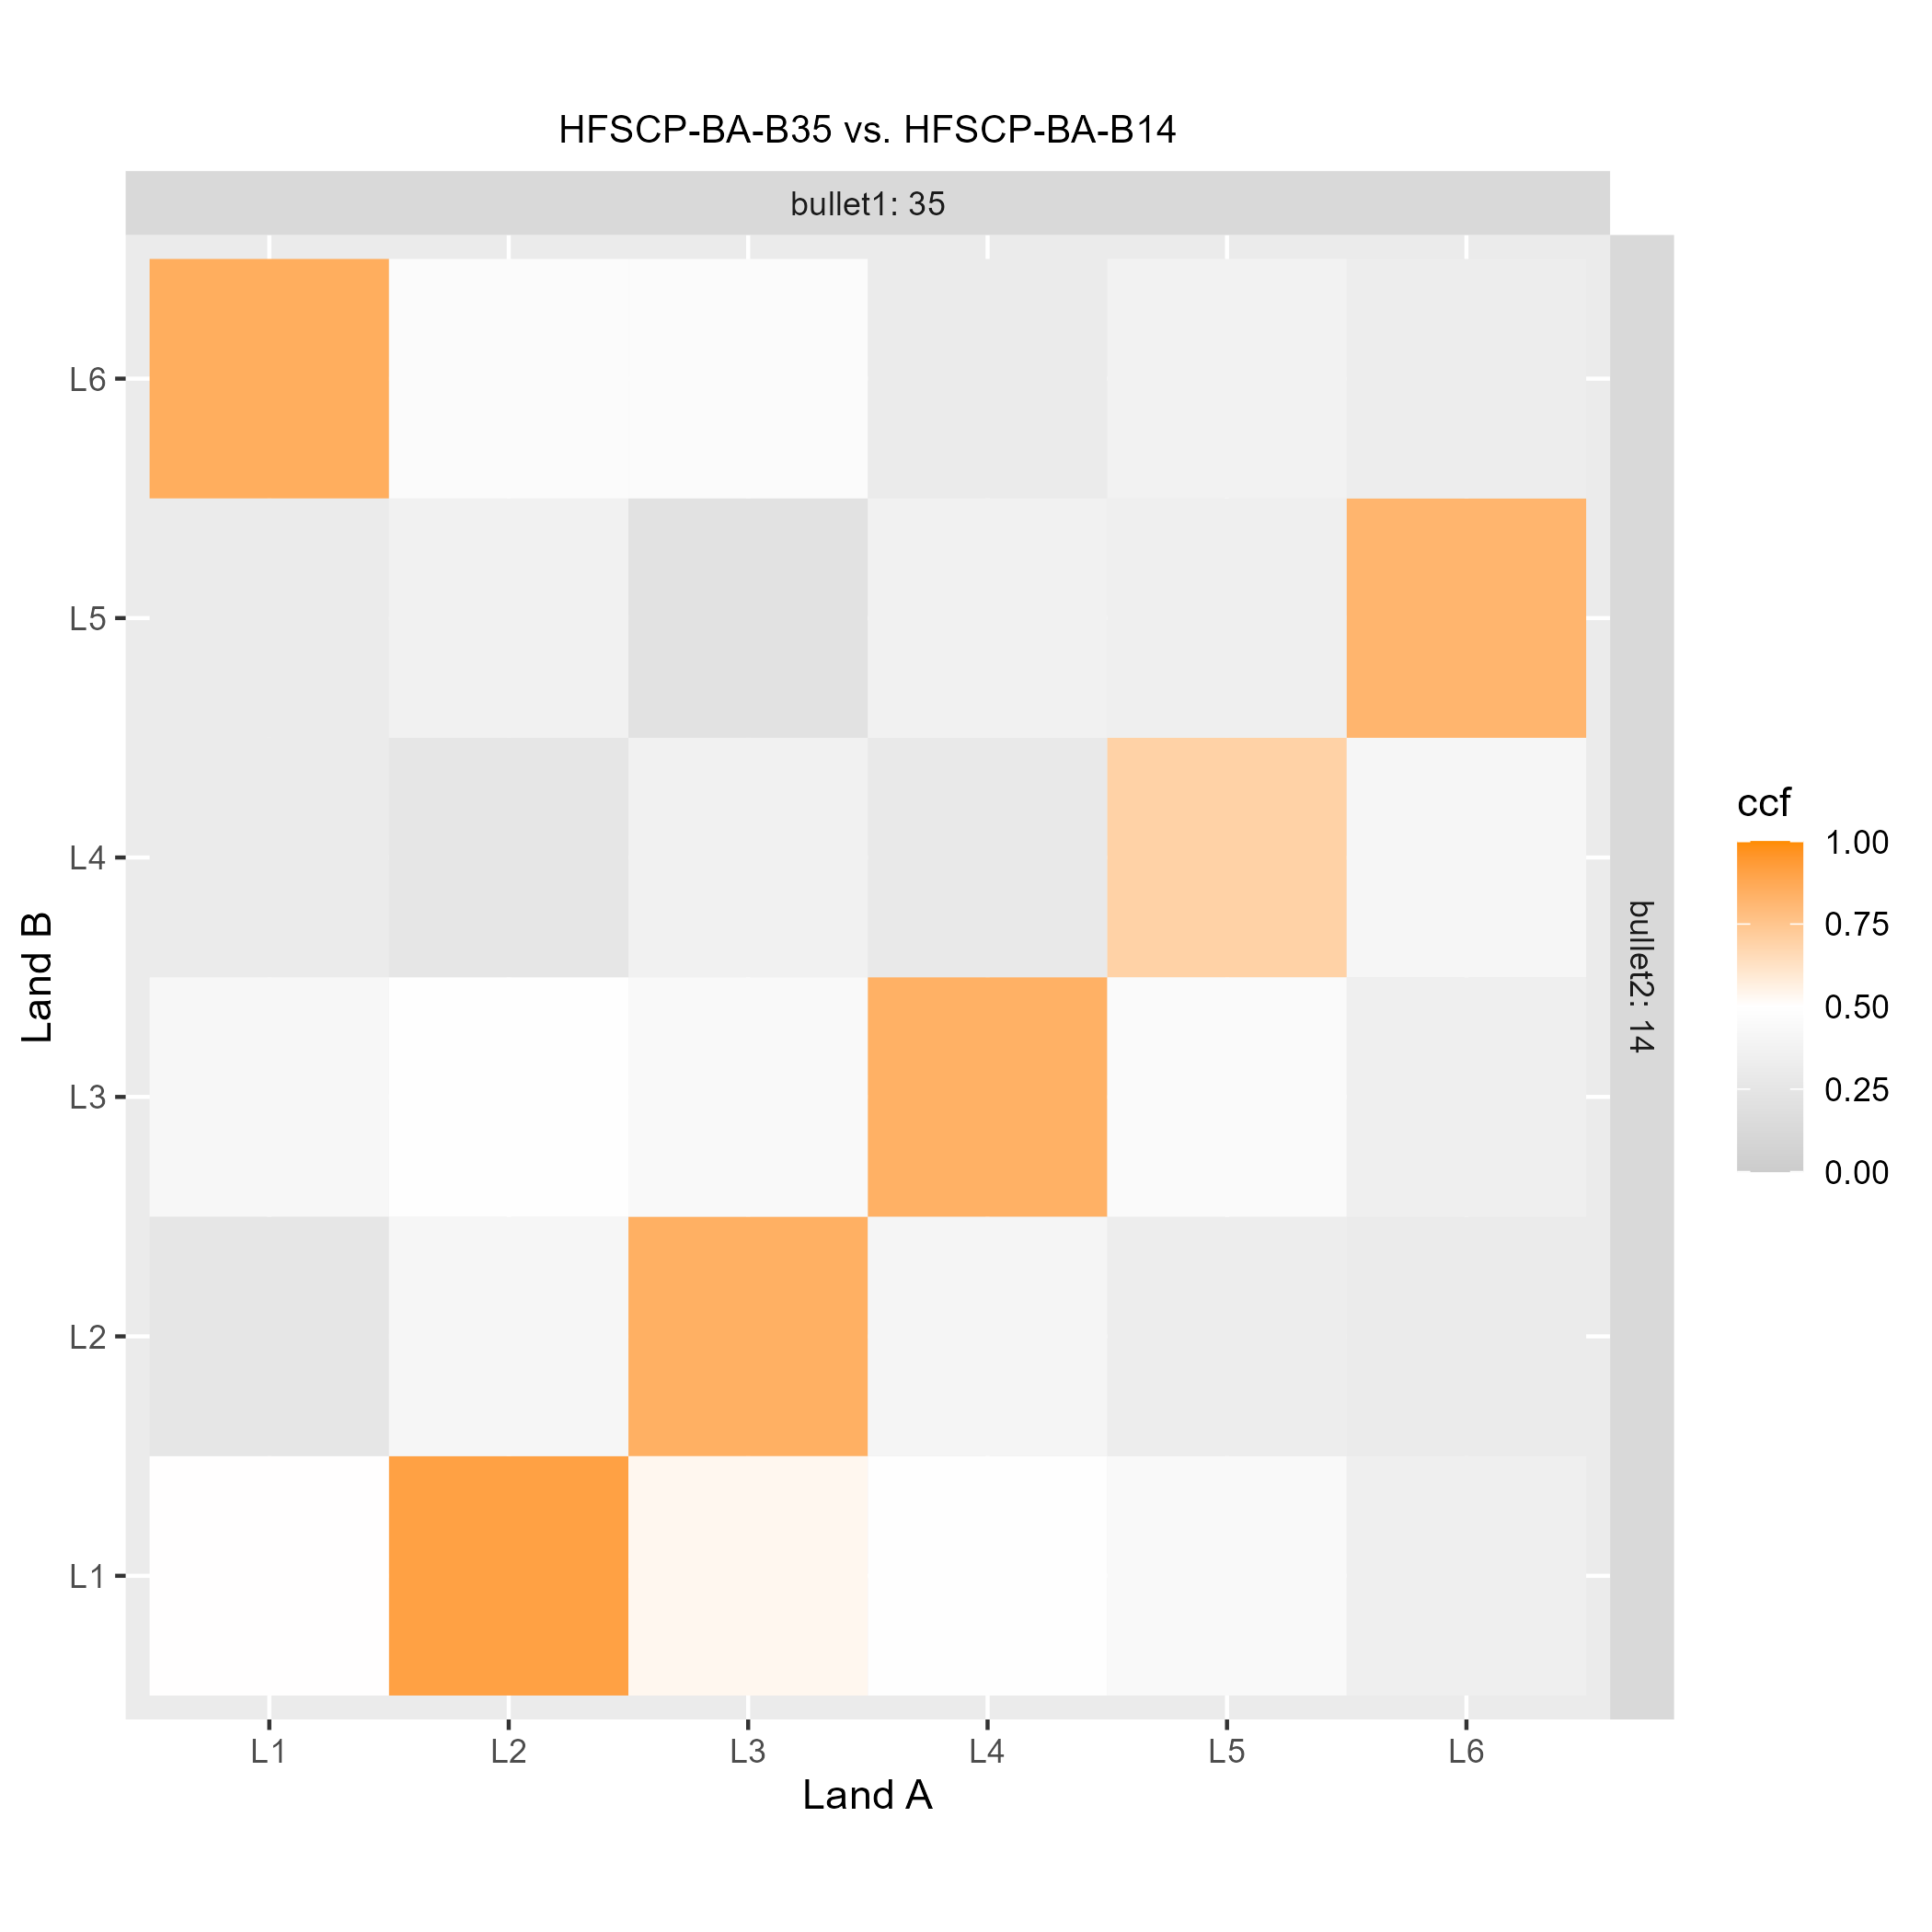 HFSCP-BA-B35 vs. HFSCP-BA-B14
bullet1: 35
L6
L5
L4
L3
L2
L1
Land B
bullet2: 14
L1 L2 L3 L4 L5 L6
Land A
ccf
1.00
0.75
0.50
0.25
0.00